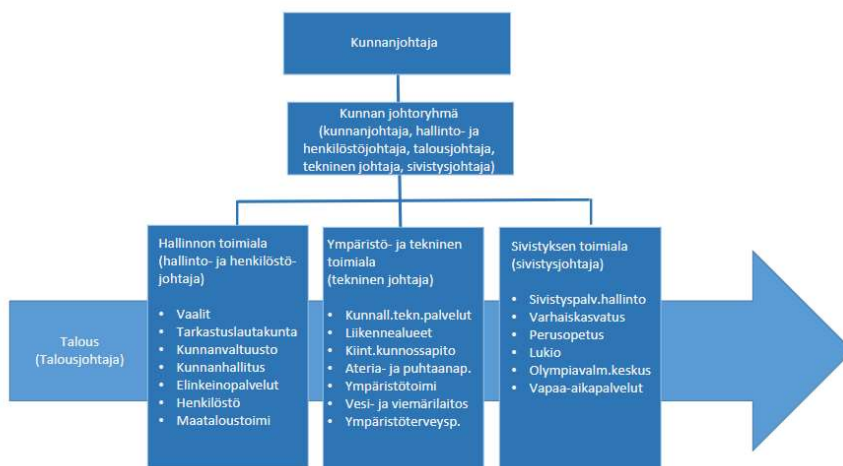 Kunnanjohtaja
Kunnan johtoryhmä
(kunnanjohtaja, hallinto- ja
henkilöstöjohtaja, talousjohtaja,
tekninen johtaja, sivistysjohtaja)
Talous
(Talousjohtaja)
Hallinnon toimiala
(hallinto- ja henkilöstö-
johtaja)
• Vaalit
• Tarkastuslautakunta
• Kunnanvaltuusto
• Kunnanhallitus
• Elinkeinopalvelut
• Henkilöstö
• Maataloustoimi
Ympäristö- ja tekninen
toimiala
(tekninen johtaja)
• Kunnall.tekn.palvelut
• Liikennealueet
• Kiint.kunnossapito
• Ateria- ja puhtaanap.
• Ympäristötoimi
• Vesi- ja viemärilaitos
• Ympäristöterveysp.
Sivistyksen toimiala
(sivistysjohtaja)
• Sivistyspalv.hallinto
• Varhaiskasvatus
• Perusopetus
• Lukio
• Olympiavalm.keskus
• Vapaa-aikapalvelut